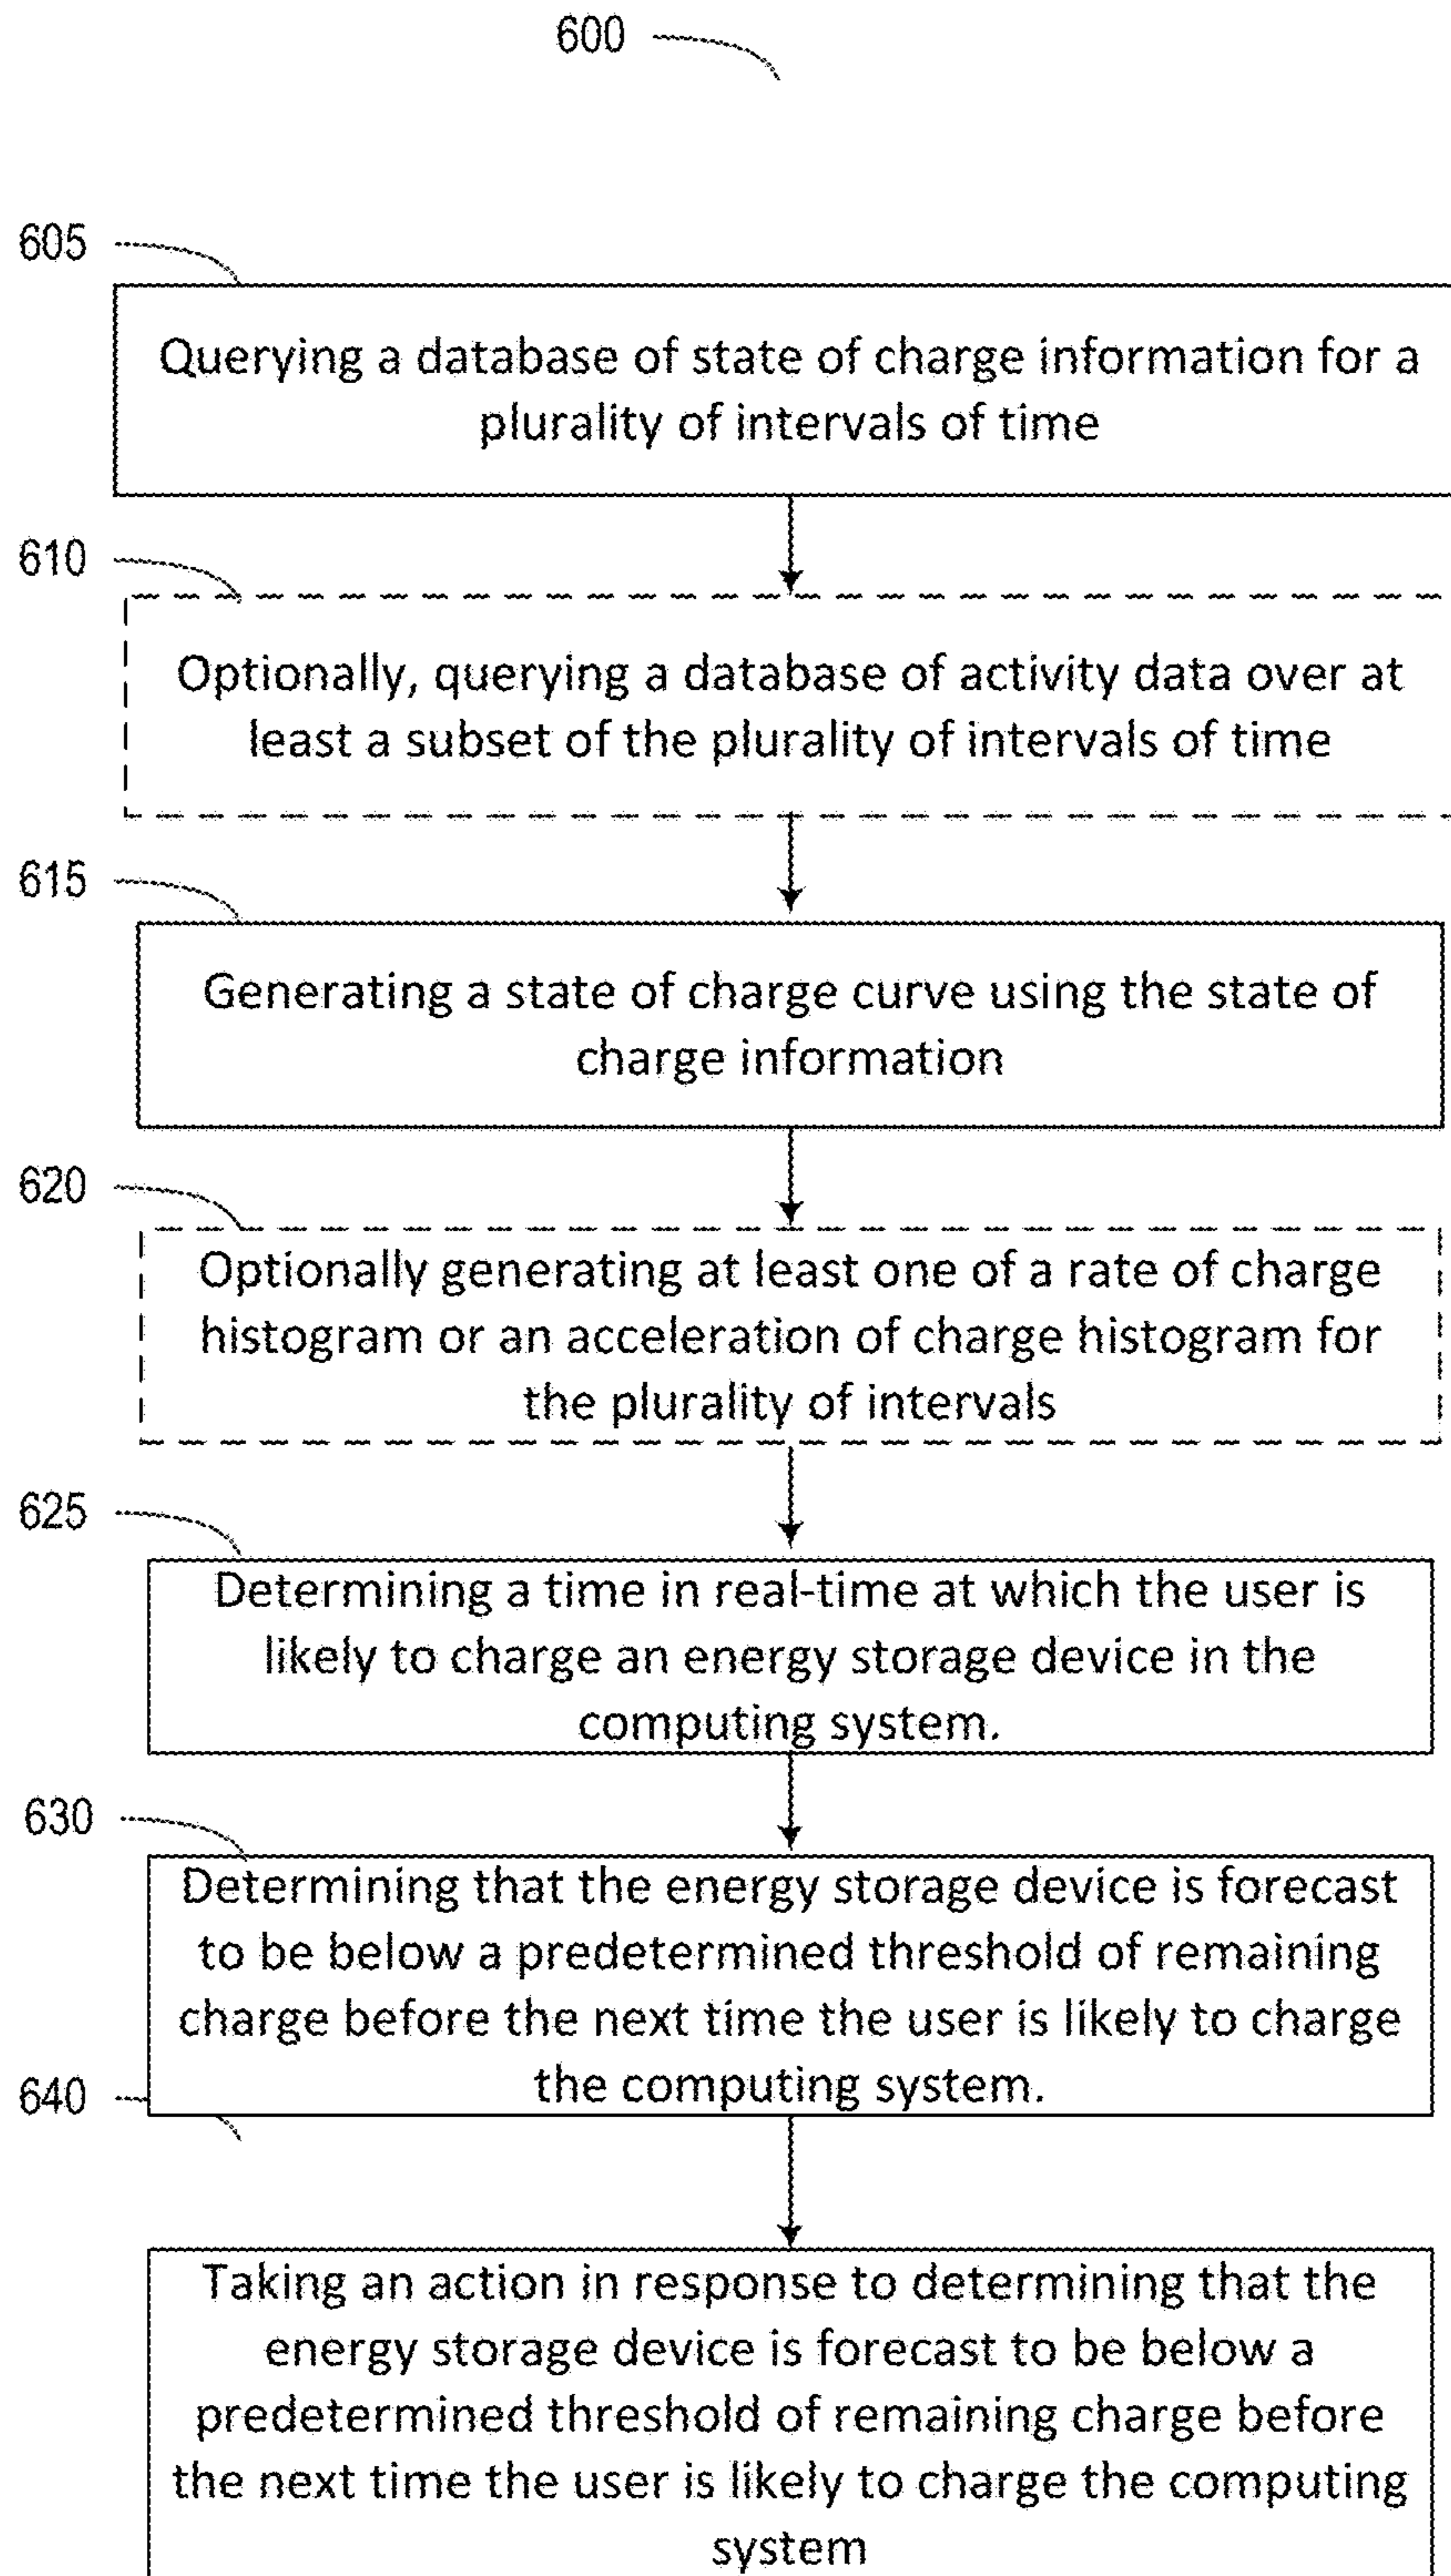 600
605
Querying a database of state of charge information for a
plurality of intervals of time
610
Optionally, querying a database of activity data over at
least a subset of the plurality of intervals of time
615
Generating a state of charge curve using the state of
charge information
620
Optionally generating at least one of a rate of charge
histogram or an acceleration of charge histogram for
the plurality of intervals
625
Determining a time in real-time at which the user is
likely to charge an energy storage device in the
computing system.
630
Determining that the energy storage device is forecast
to be below a predetermined threshold of remaining
charge before the next time the user is likely to charge
the computing system.
640
Taking an action in response to determining that the
energy storage device is forecast to be below a
predetermined threshold of remaining charge before
the next time the user is likely to charge the computing
system